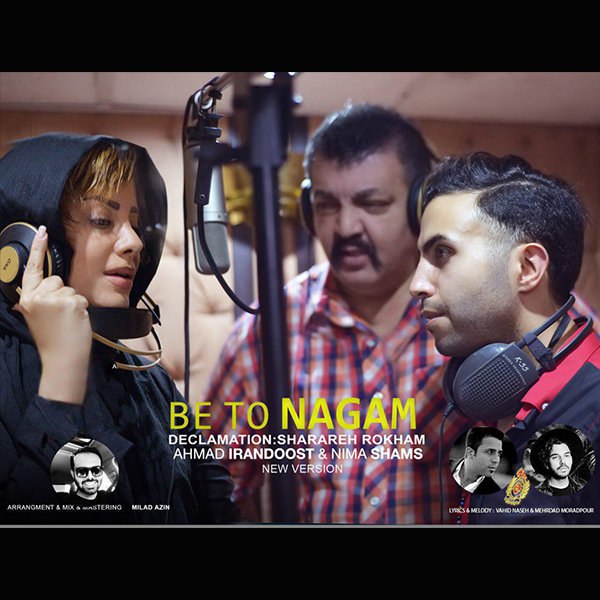 BE TO NAGAM
DECLAMATION:SHARAREH ROKHAM
AHMAD IRANDOOST & NIMA SHAMS
NEW VERSION
ARRANGMENT & MIX & MASTERING MILAD AZIN
LYRICS & MELODY : VAHID NASEH & MEHRDAD MORADPOUR